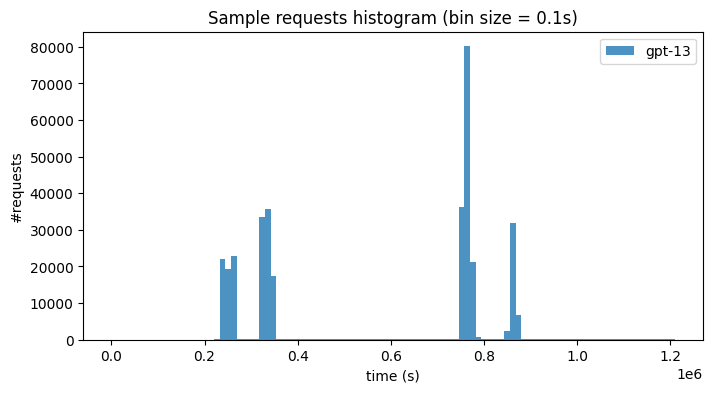 Sample requests histogram (bin size = 0.1s)
gpt-13
#requests
80000
70000
60000
50000
40000
30000
20000
10000
0
0.0 0.2 0.4 0.6 0.8 1.0 1.2
1e6
time (s)